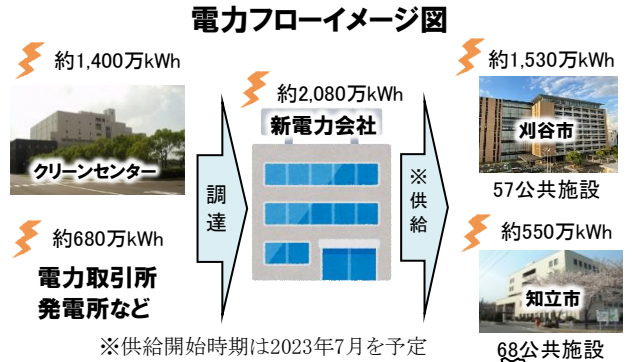 電力フローイメージ図
約1,400万kWh
クリーンセンター
約680万kWh
電力取引所
発電所など
調達
約2,080万kWh
新電力会社
※供給
約1,530万kWh
刈谷市
57公共施設
約550万kWh
知立市
68公共施設
※供給開始時期は2023年7月を予定